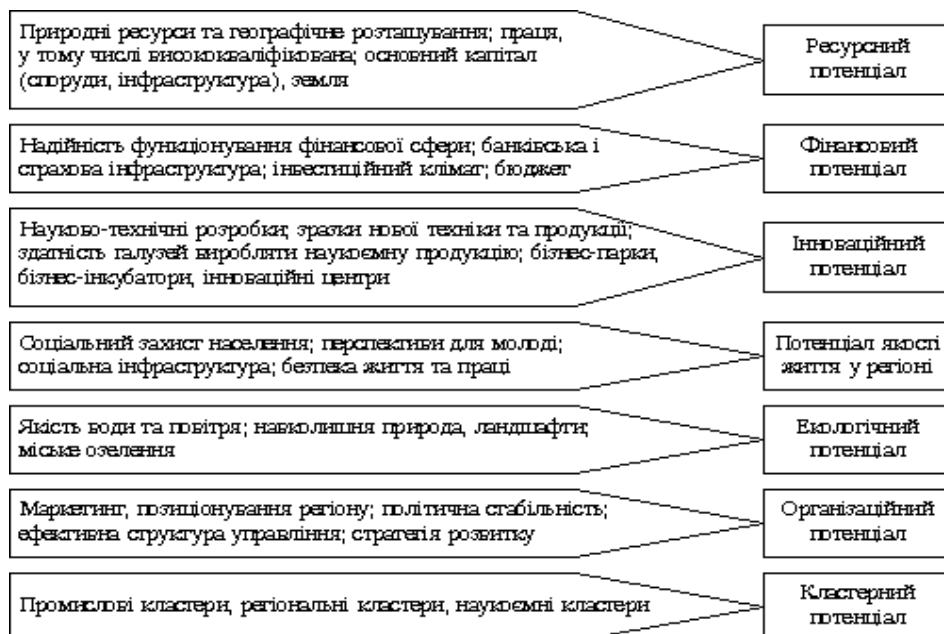 Природні ресурси та географічне розташування; праця,
у тому числі висококваліфікована; основний капітал
(споруди, інфраструктура), земля
Ресурсний
потенціал
Надійність функціонування фінансової сфери; банківська і
страхова інфраструктура; інвестиційний клімат; бюджет
Фінансовий
потенціал
Науково-технічні розробки; зразки нової техніки та продукції;
здатність галузей виробляти наукоємну продукцію; бізнес-парки,
бізнес-інкубатори, інноваційні центри
Інноваційний
потенціал
Соціальний захист населення; перспективи для молоді;
соціальна інфраструктура; безпека життя та праці
Потенціал якості
життя у регіоні
Якість води та повітря; навколишня природа, ландшафти;
міське озелення
Екологічний
потенціал
Маркетинг, позиціонування регіону; політична стабільність;
ефективна структура управління; стратегія розвитку
Організаційний
потенціал
Промислові кластери, регіональні кластери, наукоємні кластери
Кластерний
потенціал